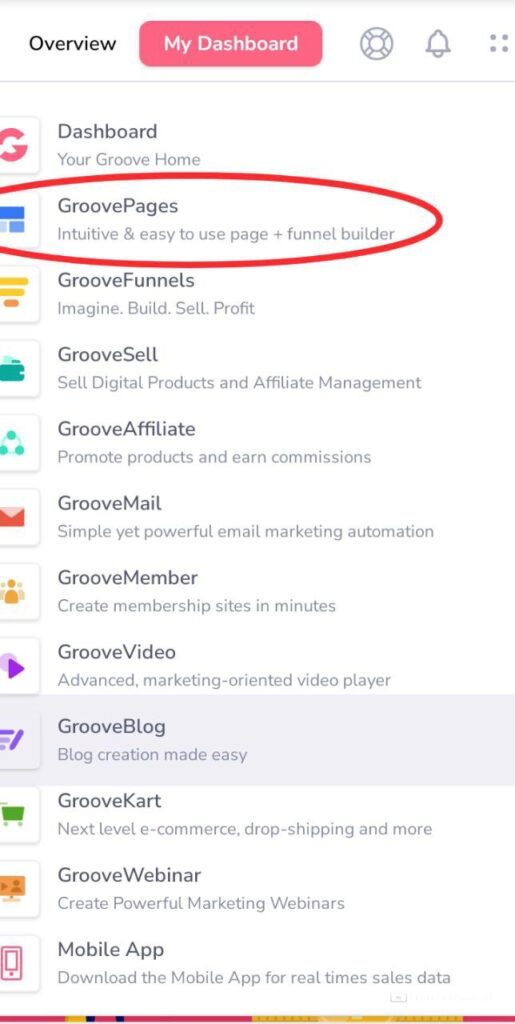 Overview
My Dashboard
Dashboard
Your Groove Home
GroovePages
Intuitive & easy to use page + funnel builder
GrooveFunnels
Imagine. Build. Sell. Profit
GrooveSell
Sell Digital Products and Affiliate Management
GrooveAffiliate
Promote products and earn commissions
GrooveMail
Simple yet powerful email marketing automation
GrooveMember
Create membership sites in minutes
GrooveVideo
Advanced, marketing-oriented video player
GrooveBlog
Blog creation made easy
GrooveKart
Next level e-commerce, drop-shipping and more
GrooveWebinar
Create Powerful Marketing Webinars
Mobile App
Download the Mobile App for real times sales data